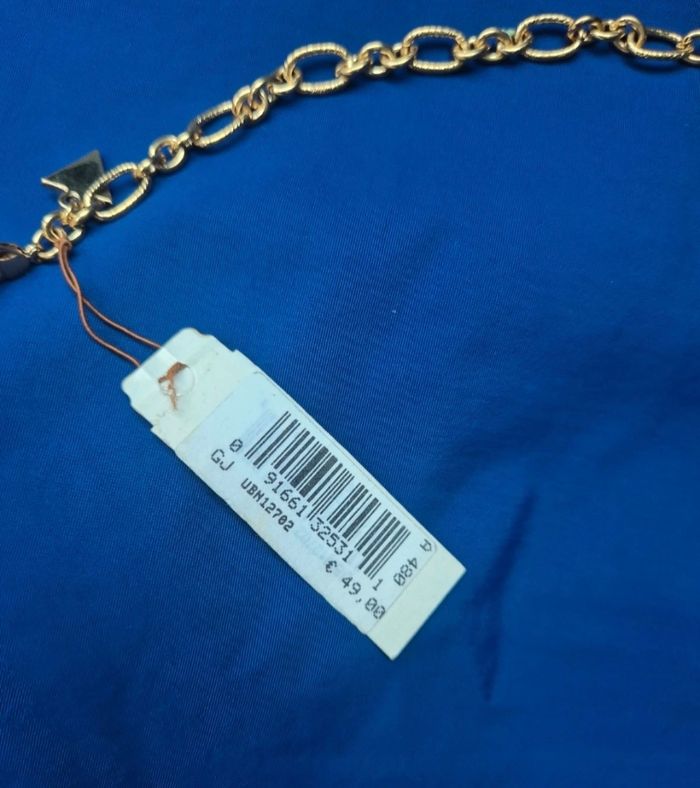 0 91661 32531 1
GJ
UBN12702
A 480
€ 49,00